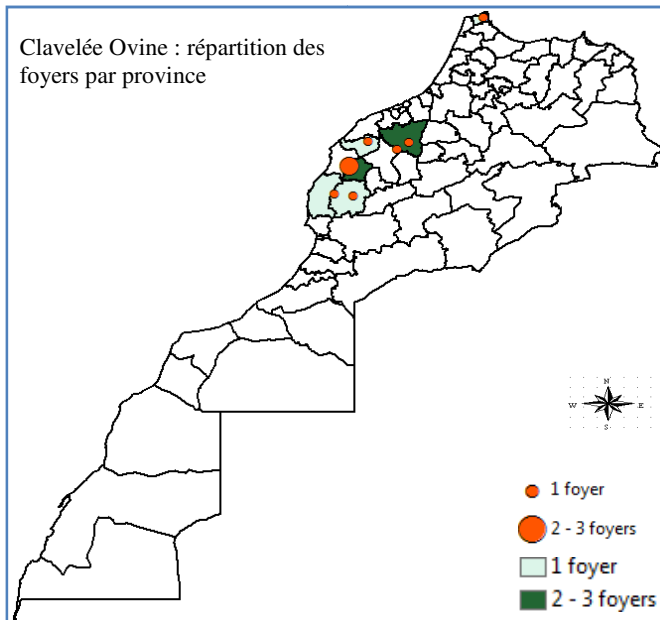 Clavelée Ovine : répartition des
foyers par province
N
W E
S
1 foyer
2 - 3 foyers
1 foyer
2 - 3 foyers